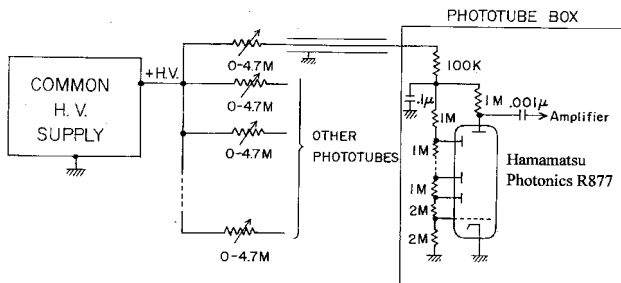 PHOTOTUBE BOX
COMMON
H. V.
SUPPLY
+H.V.
0-4.7M
0-4.7M
0-4.7M
0-4.7M
OTHER
PHOTOTUBES
100K
.1μ
1M
1M
.001μ
Amplifier
1M
1M
2M
2M
Hamamatsu
Photonics R877